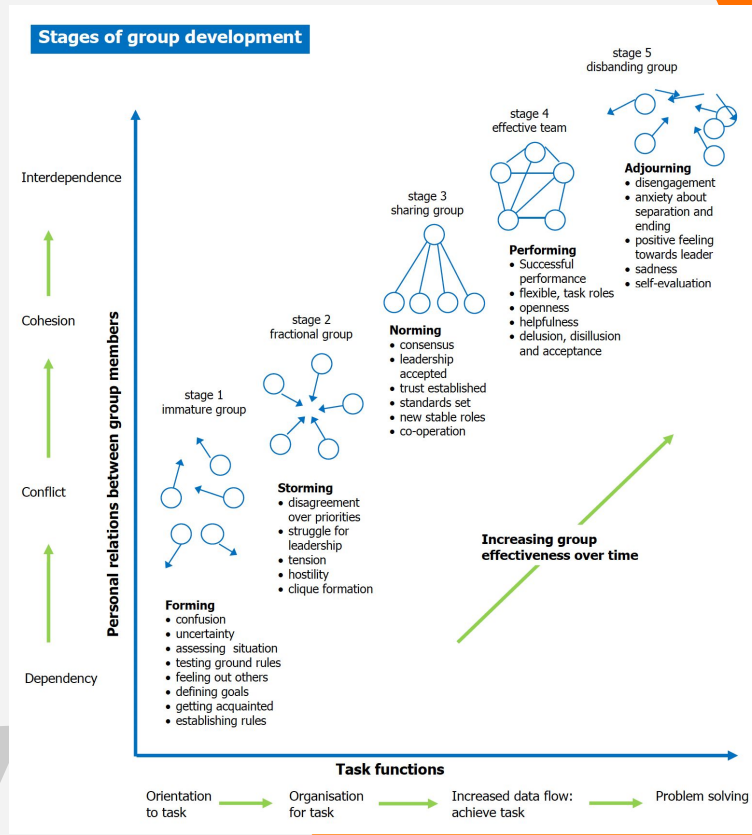 Stages of group development
stage 5
disbanding group
stage 4
effective team
Adjourning
• disengagement
• anxiety about
separation and
ending
• positive feeling
towards leader
• sadness
• self-evaluation
Interdependence
stage 3
sharing group
Performing
• Successful
performance
• flexible, task roles
• openness
• helpfulness
• delusion, disillusion
and acceptance
Cohesion
stage 2
fractional group
Norming
• consensus
• leadership
accepted
• trust established
• standards set
• new stable roles
• co-operation
Personal relations between group members
stage 1
immature group
Conflict
Storming
• disagreement
over priorities
• struggle for
leadership
• tension
• hostility
• clique formation
Increasing group
effectiveness over time
Forming
• confusion
• uncertainty
• assessing situation
• testing ground rules
• feeling out others
• defining goals
• getting acquainted
• establishing rules
Dependency
Task functions
Orientation
to task
Organisation
for task
Increased data flow:
achieve task
Problem solving